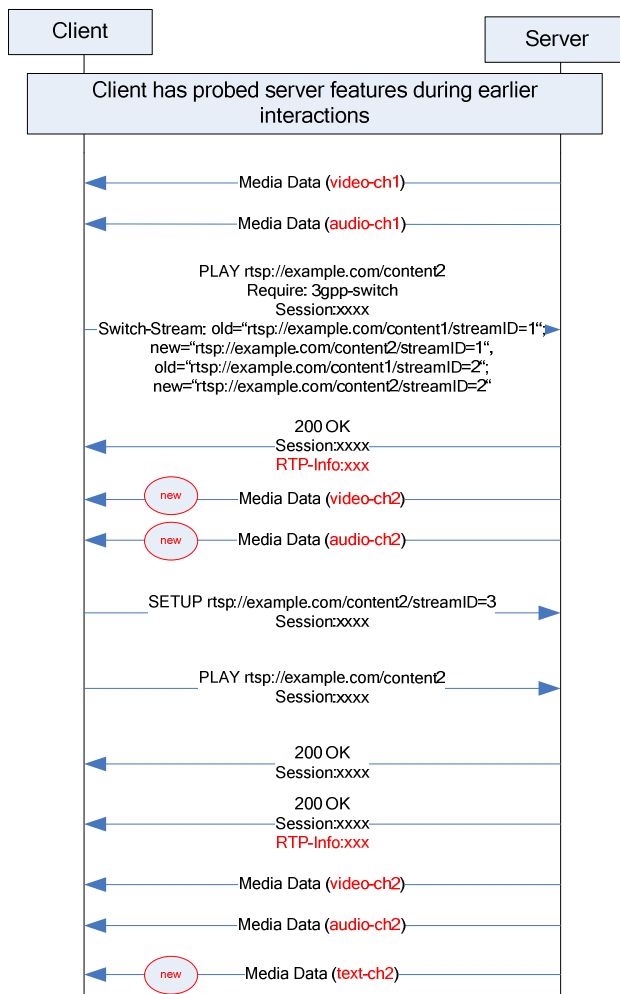 Client
Server
Client has probed server features during earlier
interactions
Media Data (video-ch1)
Media Data (audio-ch1)
PLAY rtsp://example.com/content2
Require: 3gpp-switch
Session:xxxx
Switch-Stream: old=“rtsp://example.com/content1/streamID=1“;
new=“rtsp://example.com/content2/streamID=1“,
old=“rtsp://example.com/content1/streamID=2“;
new=“rtsp://example.com/content2/streamID=2“
200 OK
Session:xxxx
RTP-Info:xxx
new
Media Data (video-ch2)
new
Media Data (audio-ch2)
SETUP rtsp://example.com/content2/streamID=3
Session:xxxx
PLAY rtsp://example.com/content2
Session:xxxx
200 OK
Session:xxxx
200 OK
Session:xxxx
RTP-Info:xxx
Media Data (video-ch2)
Media Data (audio-ch2)
new
Media Data (text-ch2)